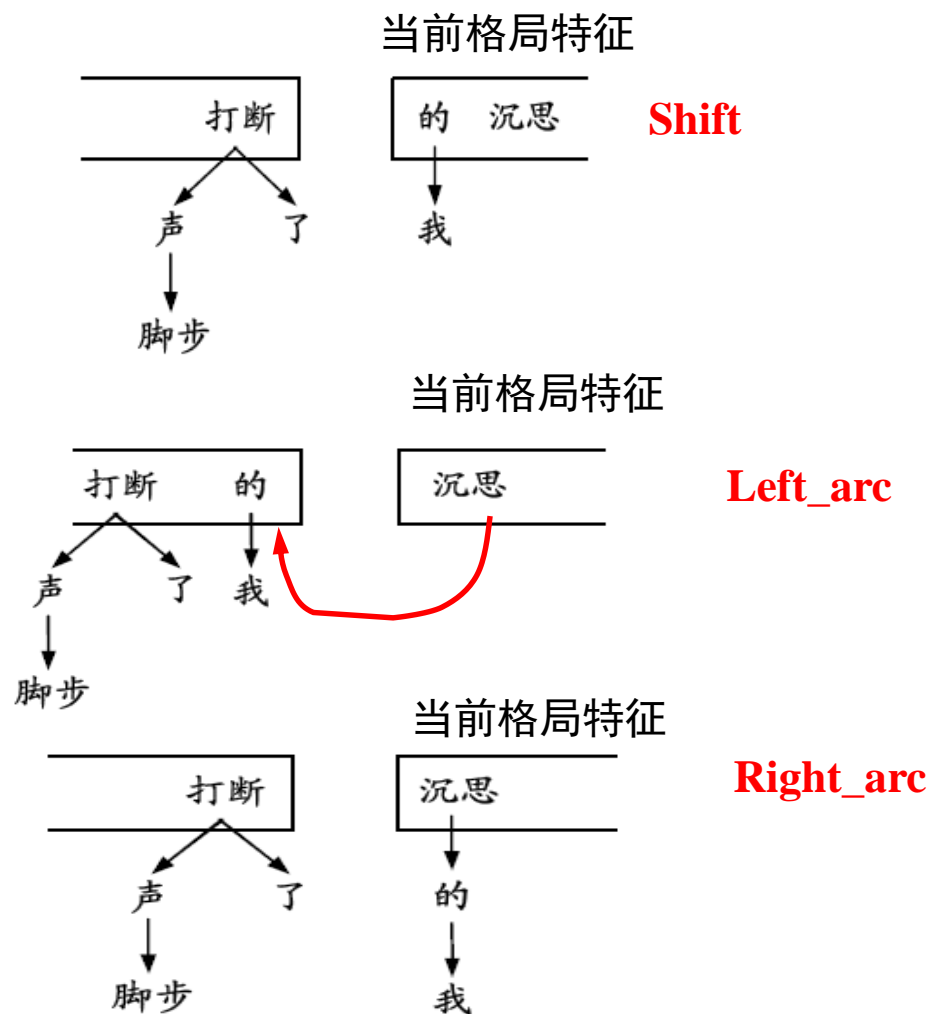 当前格局特征
打断 的 沉思 Shift
声 了 我
脚步
当前格局特征
打断 的 沉思 Left_arc
声 了 我
脚步
当前格局特征
打断 沉思 Right_arc
声 了 的
脚步 我